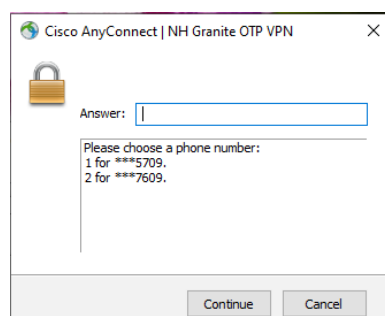 Cisco AnyConnect | NH Granite OTP VPN
Answer:
Please choose a phone number:
1 for ***5709.
2 for ***7609.
Continue
Cancel